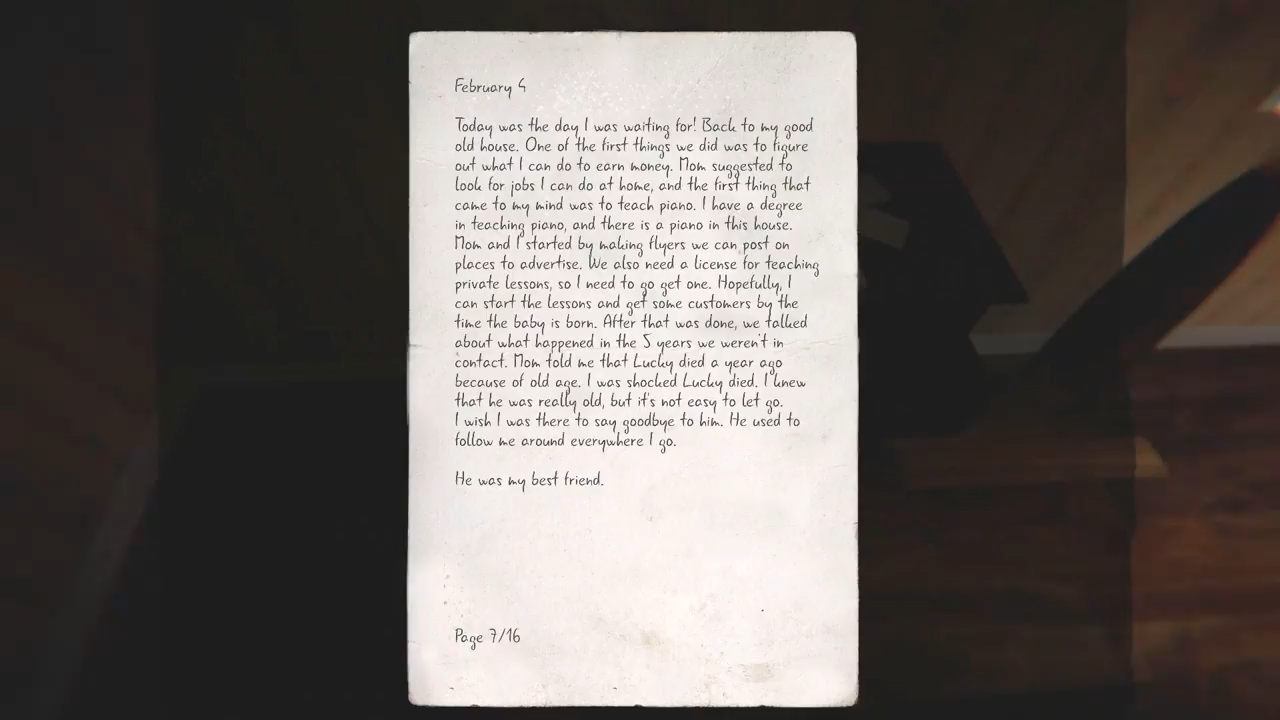 February 4
Today was the day I was waiting for! Back to my good
old house. One of the first things we did was to figure
out what I can do to earn money. Mom suggested to
look for jobs I can do at home, and the first thing that
came to my mind was to teach piano. I have a degree
in teaching piano, and there is a piano in this house.
Mom and I started by making flyers we can post on
places to advertise. We also need a license for teaching
private lessons, so I need to go get one. Hopefully, I
can start the lessons and get some customers by the
time the baby is born. After that was done, we talked
about what happened in the 5 years we weren't in
contact. Mom told me that Lucky died a year ago
because of old age. I was shocked Lucky died. I knew
that he was really old, but it's not easy to let go.
I wish I was there to say goodbye to him. He used to
follow me around everywhere I go.
He was my best friend.
Page 7/16